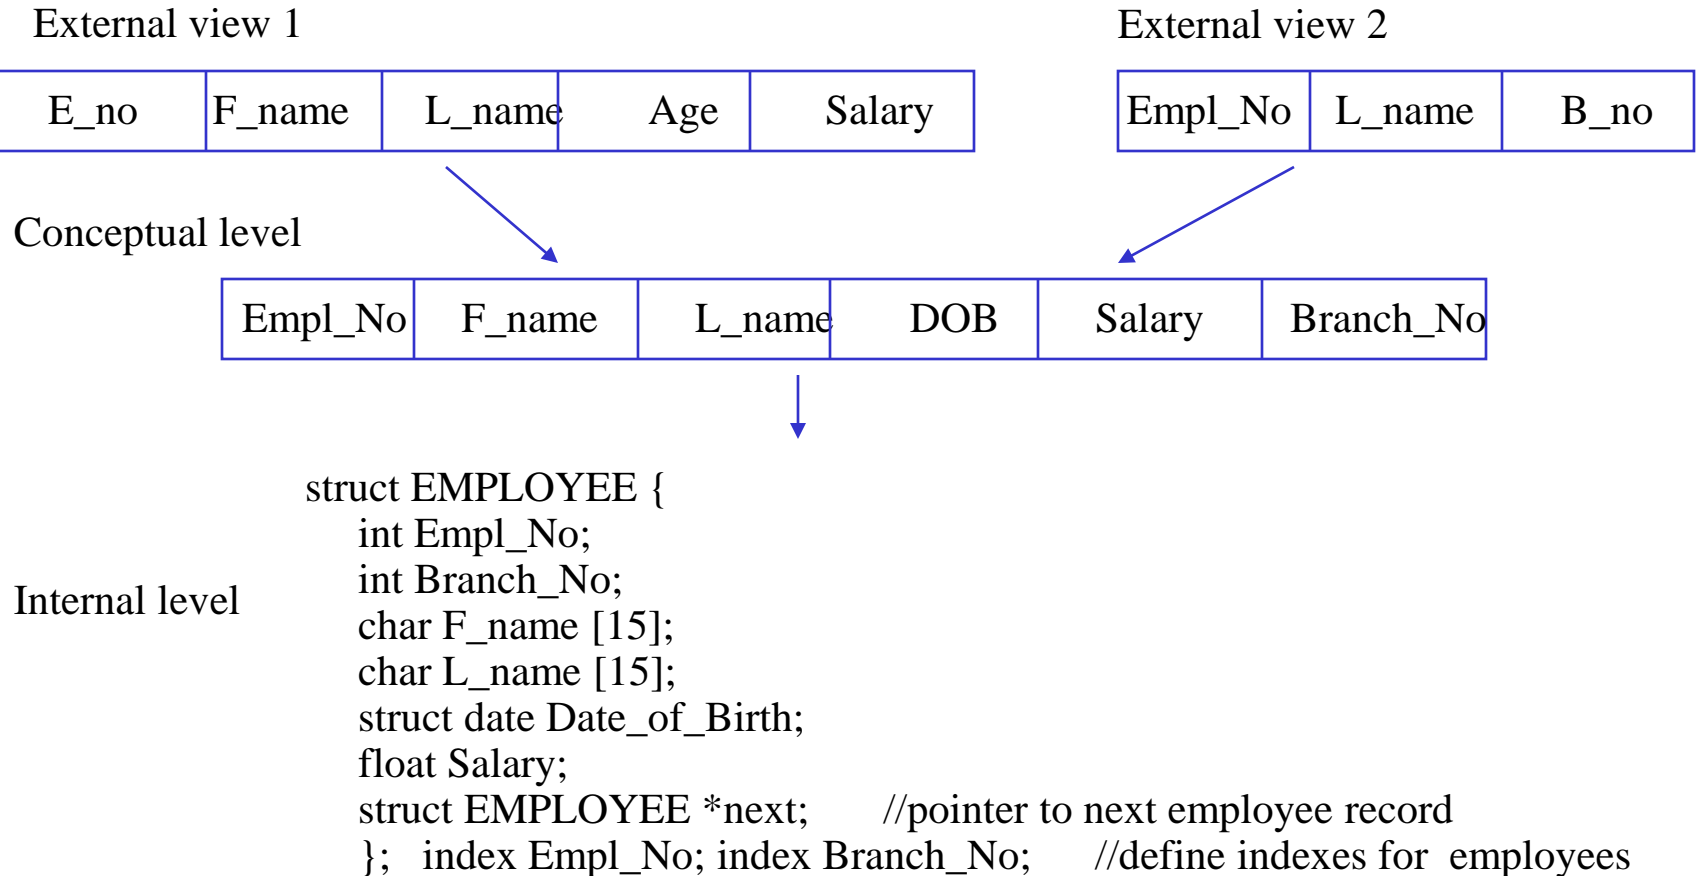 External view 1 External view 2
E_no F_name L_name Age Salary Empl_No L_name B_no
Conceptual level
Empl_No F_name L_name DOB Salary Branch_No
struct EMPLOYEE {
int Empl_No;
int Branch_No;
Internal level
char F_name [15];
char L_name [15];
struct date Date_of_Birth;
float Salary;
struct EMPLOYEE *next; //pointer to next employee record
}; index Empl_No; index Branch_No; //define indexes for employees